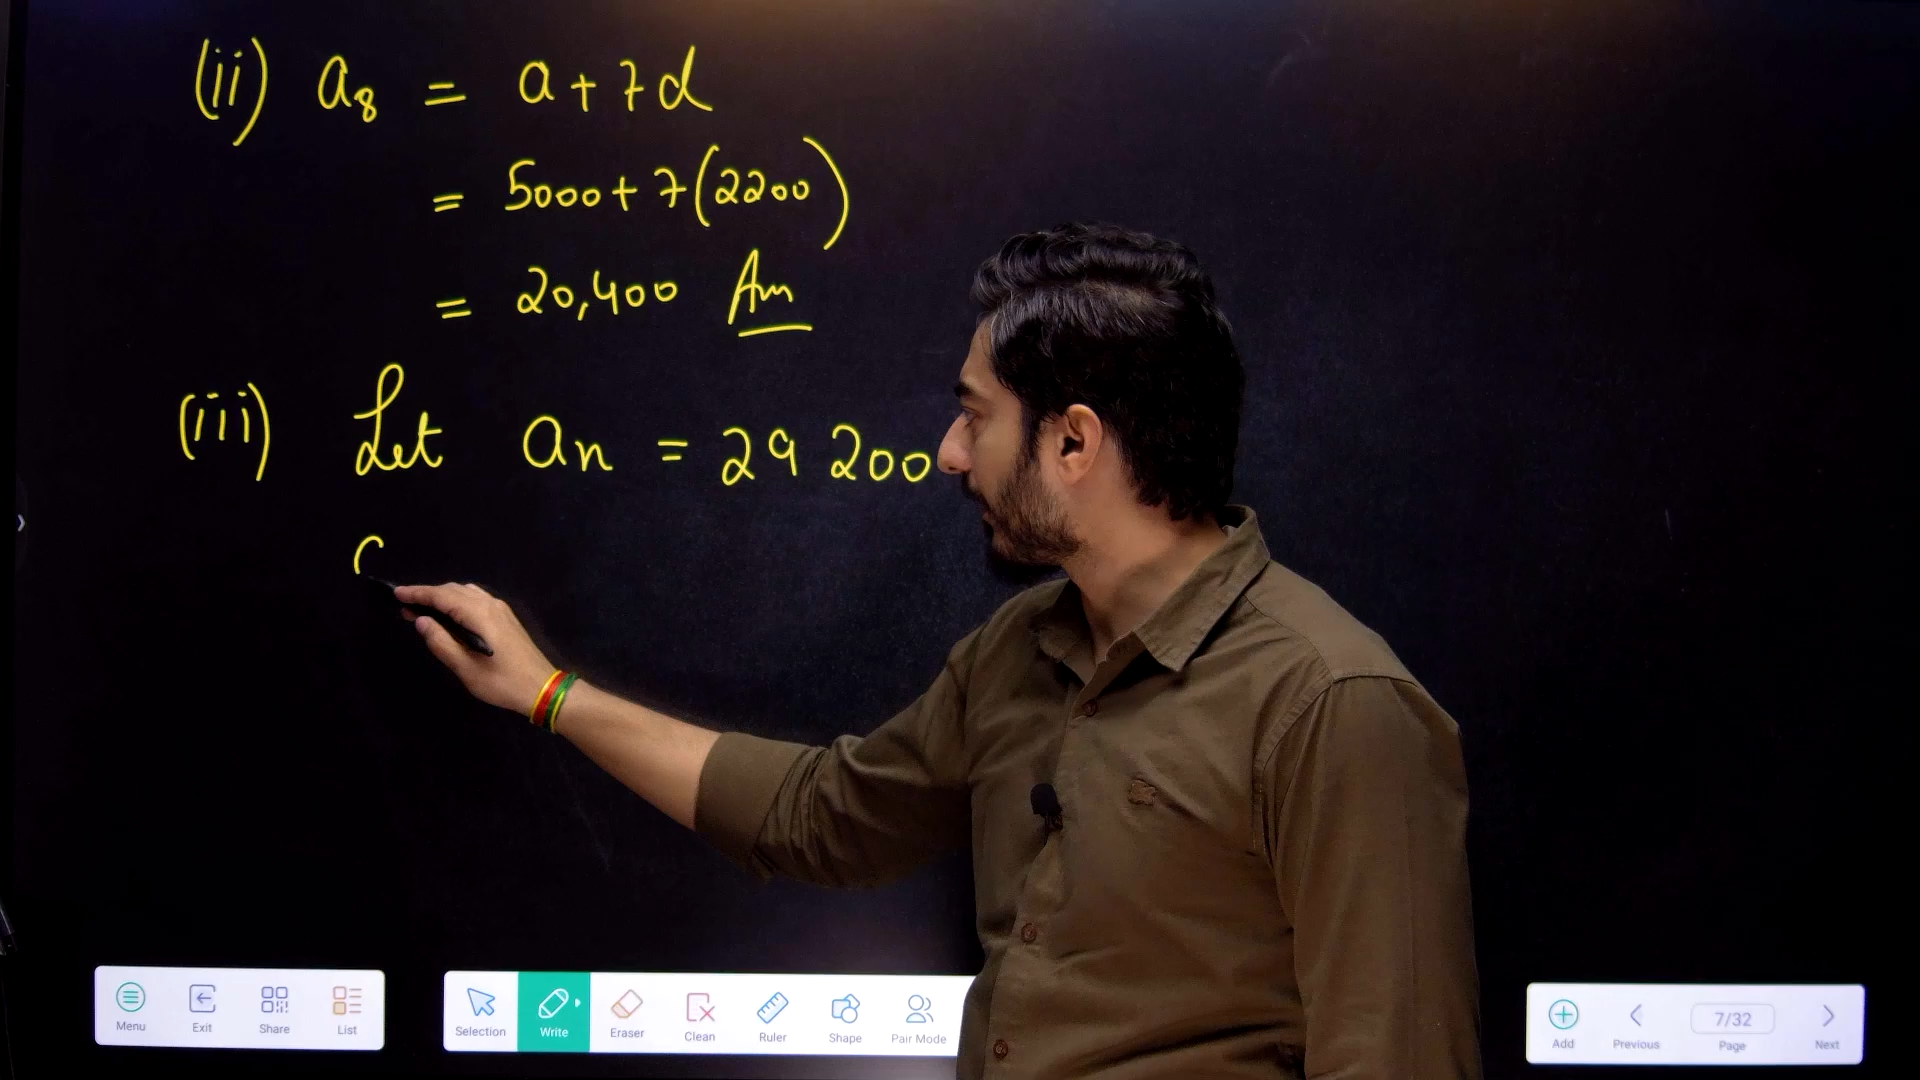 (ii) a₈ = a + 7d
= 5000 + 7(2200)
= 20,400 Ans
(iii) Let an = 29 200
Menu Exit Share List
Selection Write Eraser Clean Ruler Shape Pair Mode
Add Previous 7/32 Page Next